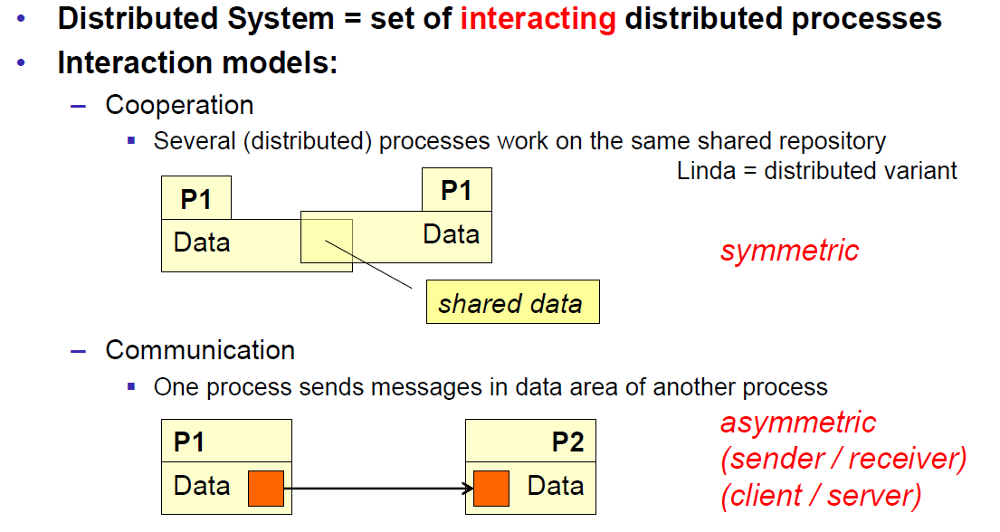 • Distributed System = set of interacting distributed processes
• Interaction models:
– Cooperation
▪ Several (distributed) processes work on the same shared repository
Linda = distributed variant
P1
P1
Data
Data
symmetric
shared data
– Communication
▪ One process sends messages in data area of another process
asymmetric
(sender / receiver)
(client / server)
P1
P2
Data
Data